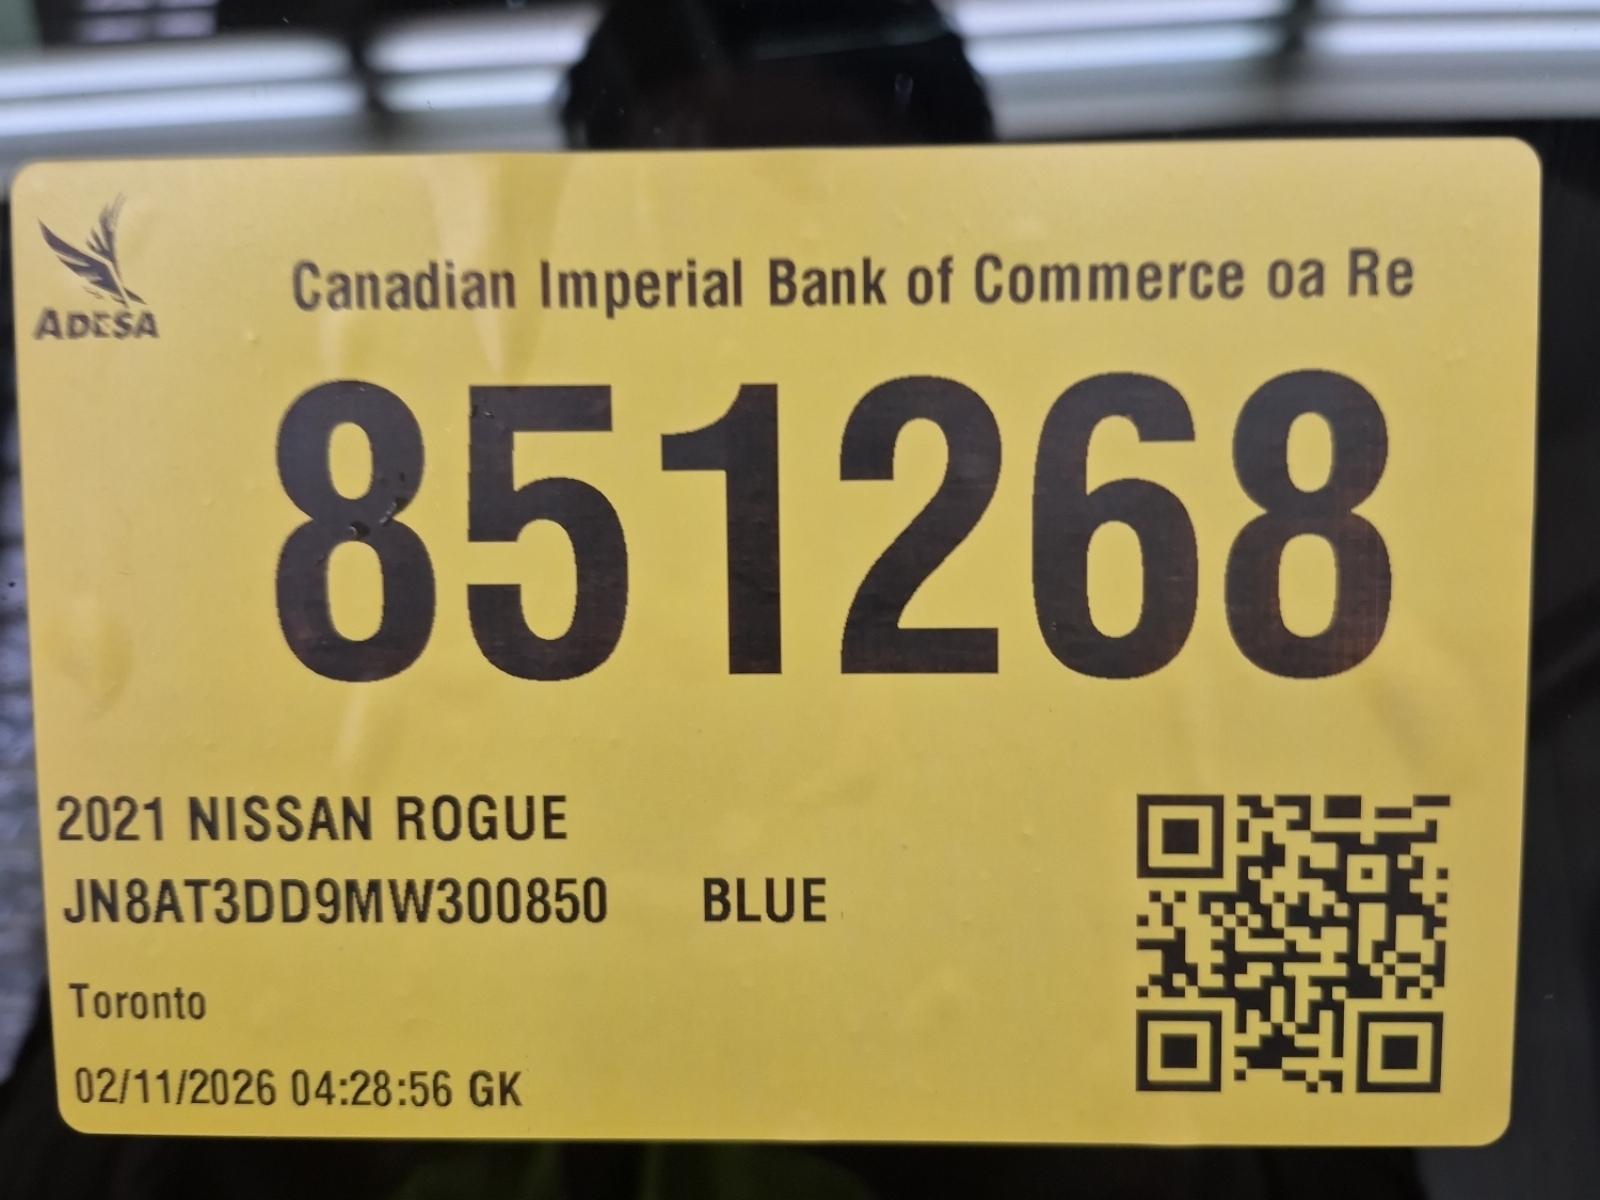 ADESA
Canadian Imperial Bank of Commerce oa Re
851268
2021 NISSAN ROGUE
JN8AT3DD9MW300850 BLUE
Toronto
02/11/2026 04:28:56 GK